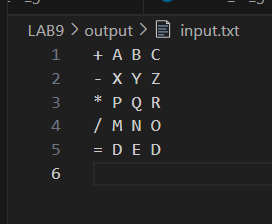 LAB9 > output > input.txt
1 + A B C
2 - X Y Z
3 * P Q R
4 / M N O
5 = D E D
6